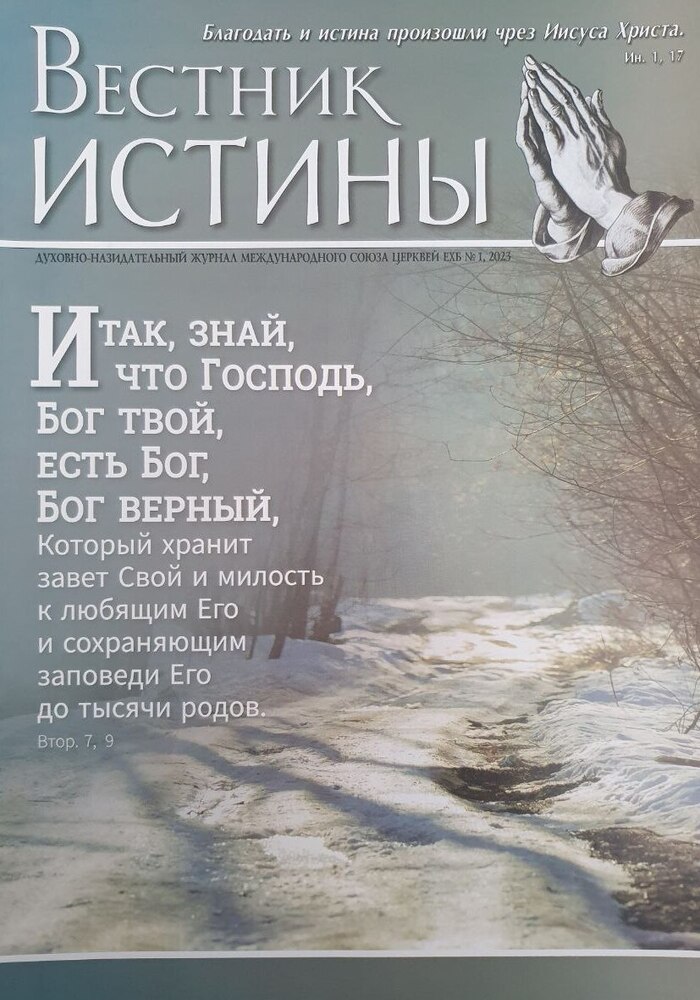 Благодать и истина произошли чрез Иисуса Христа.
Ин. 1, 17
Вестник
ИСТИНЫ
ДУХОВНО-НАЗИДАТЕЛЬНЫЙ ЖУРНАЛ МЕЖДУНАРОДНОГО СОЮЗА ЦЕРКВЕЙ ЕХБ № 1, 2023
Итак, знай,
что Господь,
Бог твой,
есть Бог,
Бог верный,
Который хранит
завет Свой и милость
к любящим Его
и сохраняющим
заповеди Его
до тысячи родов.
Втор. 7, 9